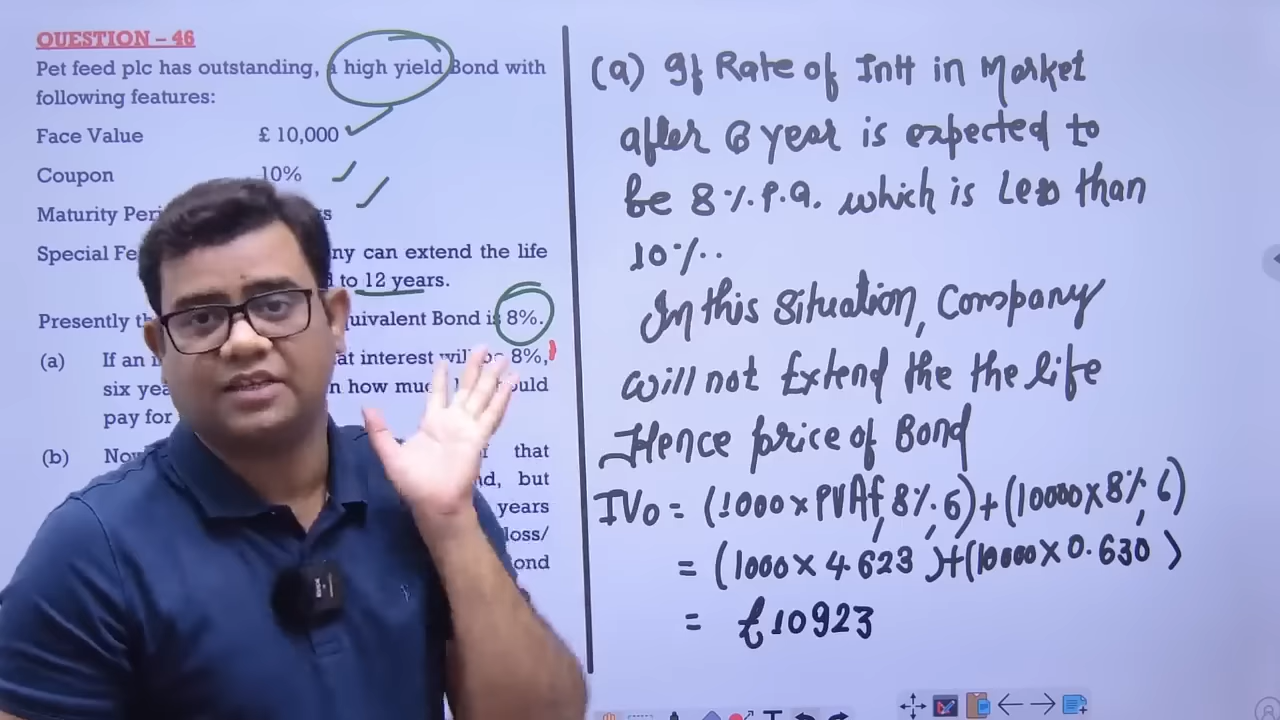 QUESTION – 46
Pet feed plc has outstanding, a high yield Bond with
following features:
Face Value £ 10,000
Coupon 10%
Maturity Peri
Special Fe ny can extend the life
to 12 years.
Presently th quivalent Bond is 8%.
(a) If an i at interest will be 8%,
six yea n how muc ould
pay for
(b) Nov that
nd, but
years
loss/
ond
(a) If Rate of Intt in Market
after 6 year is expected to
be 8%.P.a. which is Less than
10%..
In this situation, Company
will not Extend the the life
Hence price of Bond
IV0 = (1000 × PVAf, 8%, 6) + (10000 × 8%, 6)
= (1000 × 4.623) + (10000 × 0.630)
= £10923